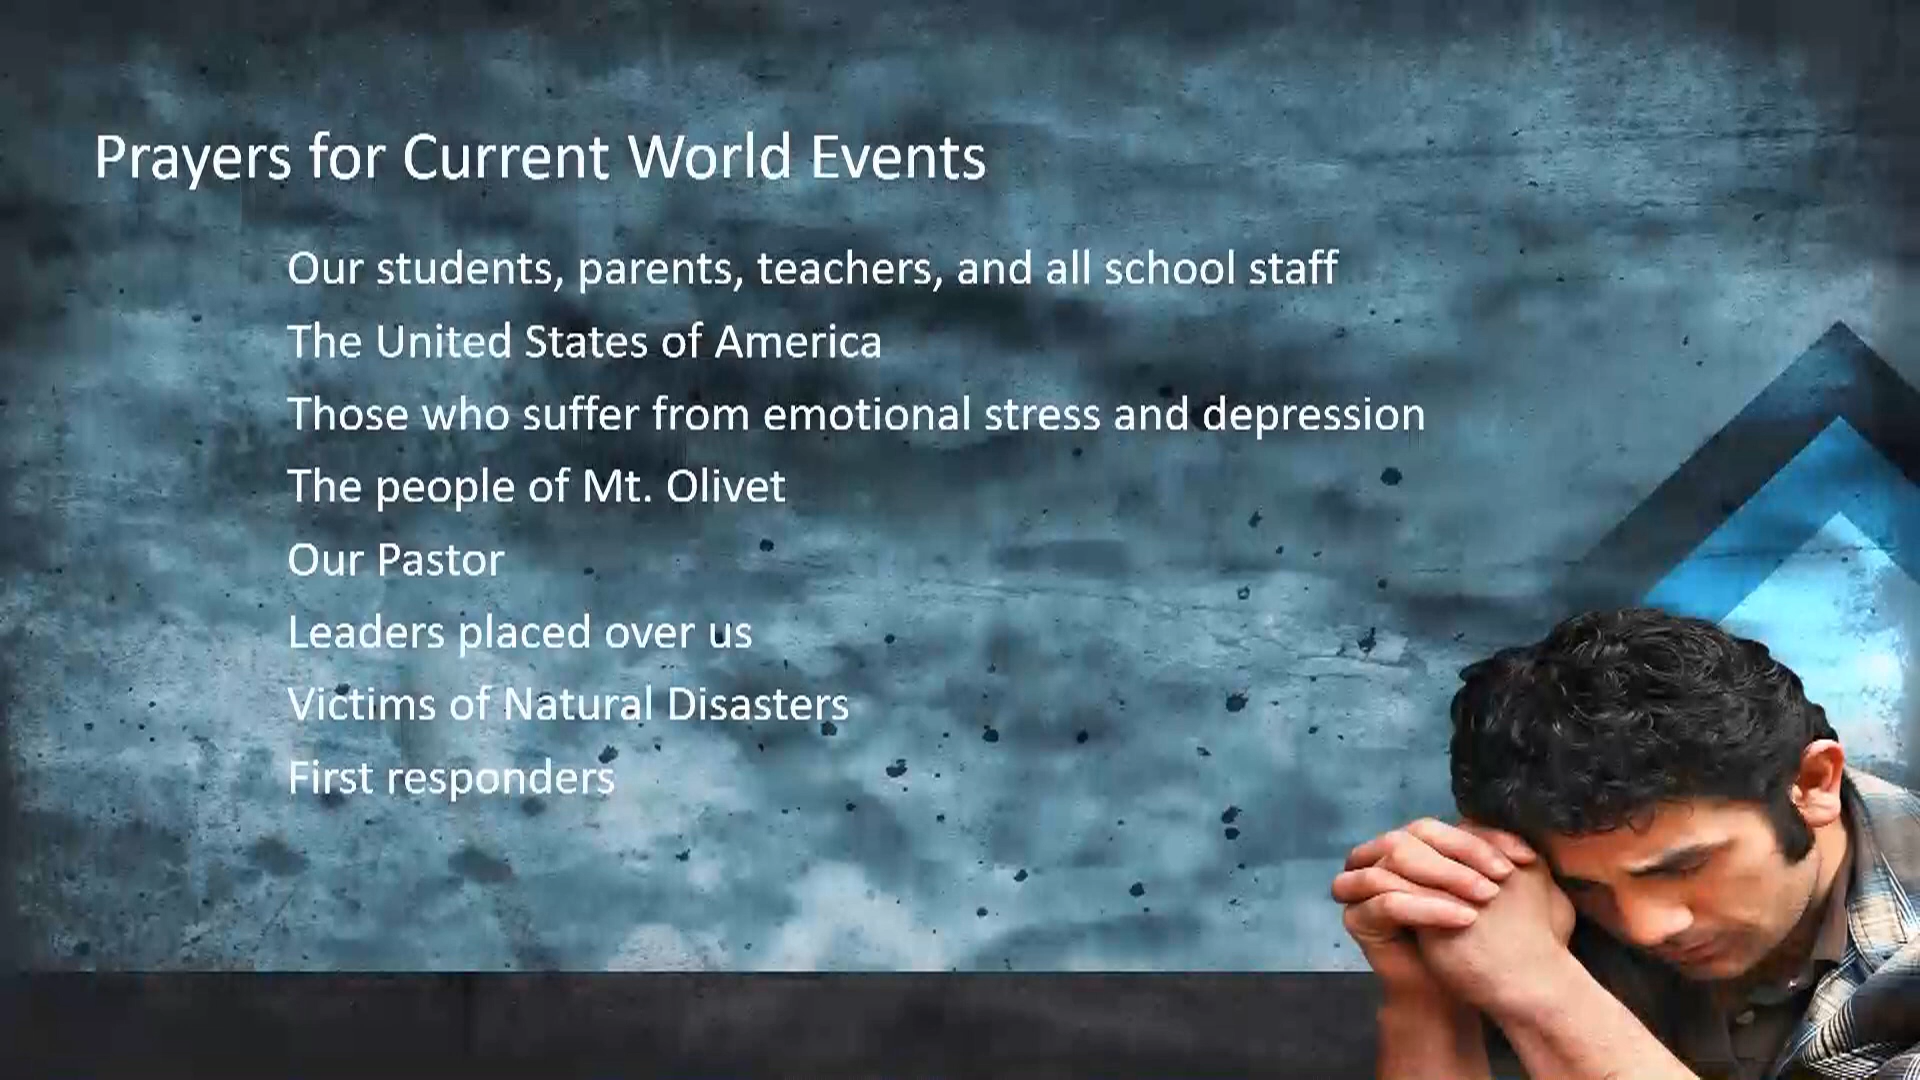 Prayers for Current World Events
Our students, parents, teachers, and all school staff
The United States of America
Those who suffer from emotional stress and depression
The people of Mt. Olivet
Our Pastor
Leaders placed over us
Victims of Natural Disasters
First responders